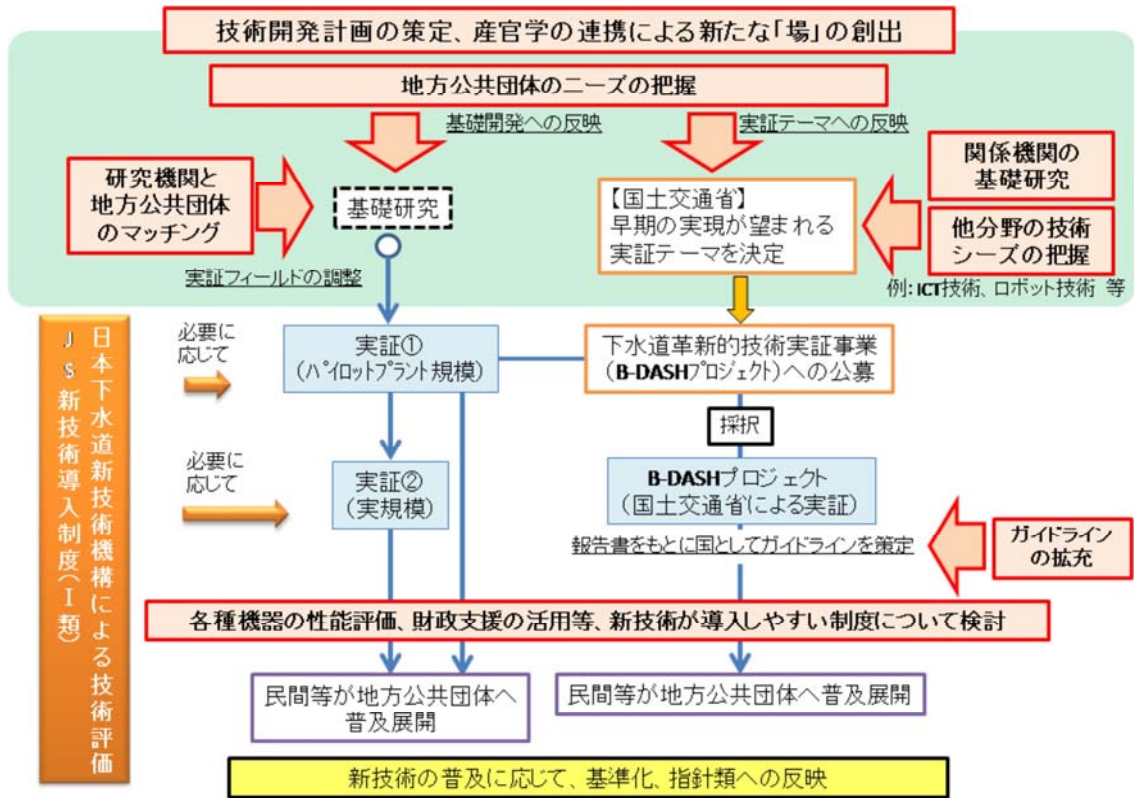 技術開発計画の策定、産官学の連携による新たな「場」の創出
地方公共団体のニーズの把握
基礎開発への反映
実証テーマへの反映
研究機関と
地方公共団体
のマッチング
基礎研究
【国土交通省】
早期の実現が望まれる
実証テーマを決定
関係機関の
基礎研究
他分野の技術
シーズの把握
例：ICT技術、ロボット技術 等
実証フィールドの調整
日本下水道新技術機構による技術評価
JS新技術導入制度（Ⅰ類）
必要に
応じて
実証①
（パイロットプラント規模）
下水道革新的技術実証事業
（B-DASHプロジェクト）への公募
採択
必要に
応じて
実証②
（実規模）
B-DASHプロジェクト
（国土交通省による実証）
報告書をもとに国としてガイドラインを策定
ガイドライン
の拡充
各種機器の性能評価、財政支援の活用等、新技術が導入しやすい制度について検討
民間等が地方公共団体へ
普及展開
民間等が地方公共団体へ普及展開
新技術の普及に応じて、基準化、指針類への反映